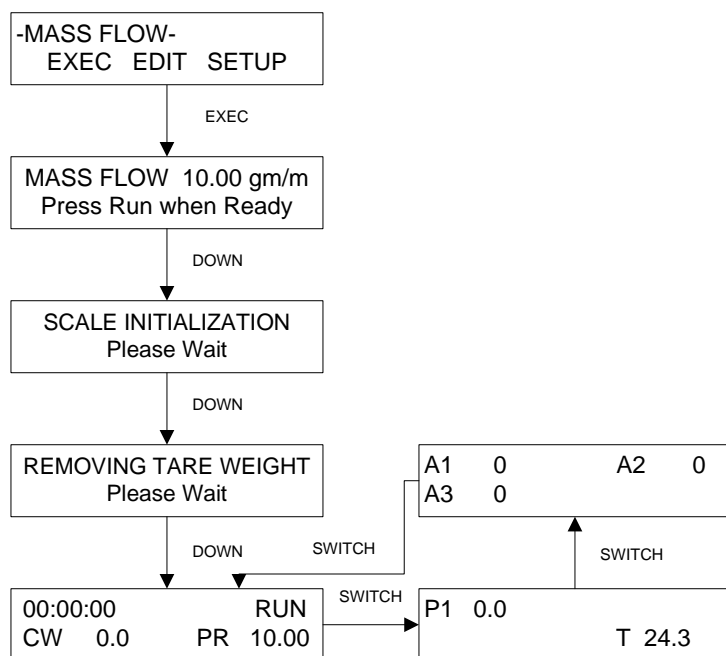 -MASS FLOW-
EXEC EDIT SETUP
EXEC
MASS FLOW 10.00 gm/m
Press Run when Ready
DOWN
SCALE INITIALIZATION
Please Wait
DOWN
REMOVING TARE WEIGHT
Please Wait
A1 0 A2 0
A3 0
DOWN
SWITCH
SWITCH
00:00:00 RUN
CW 0.0 PR 10.00
SWITCH
P1 0.0
T 24.3